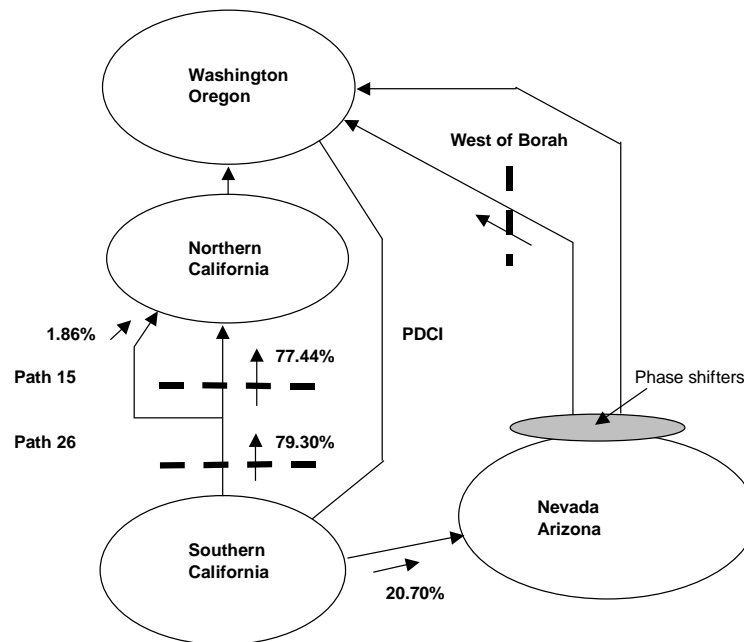 Washington
Oregon
West of Borah
Northern
California
1.86%
PDCI
77.44%
Path 15
Phase shifters
Path 26
79.30%
Nevada
Arizona
Southern
California
20.70%